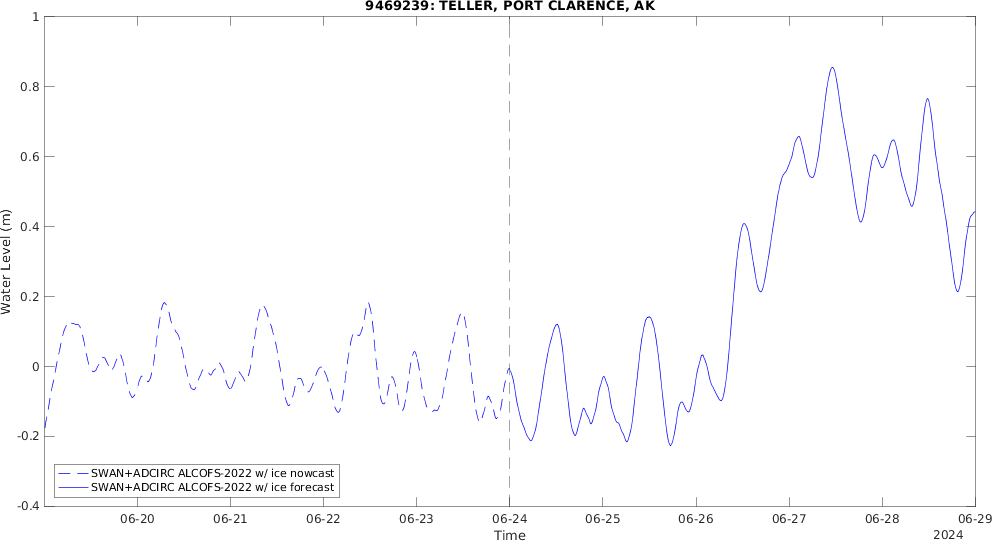 9469239: TELLER, PORT CLARENCE, AK
Water Level (m)
1
0.8
0.6
0.4
0.2
0
-0.2
-0.4
SWAN+ADCIRC ALCOFS-2022 w/ ice nowcast
SWAN+ADCIRC ALCOFS-2022 w/ ice forecast
06-20 06-21 06-22 06-23 06-24 06-25 06-26 06-27 06-28 06-29
Time
2024